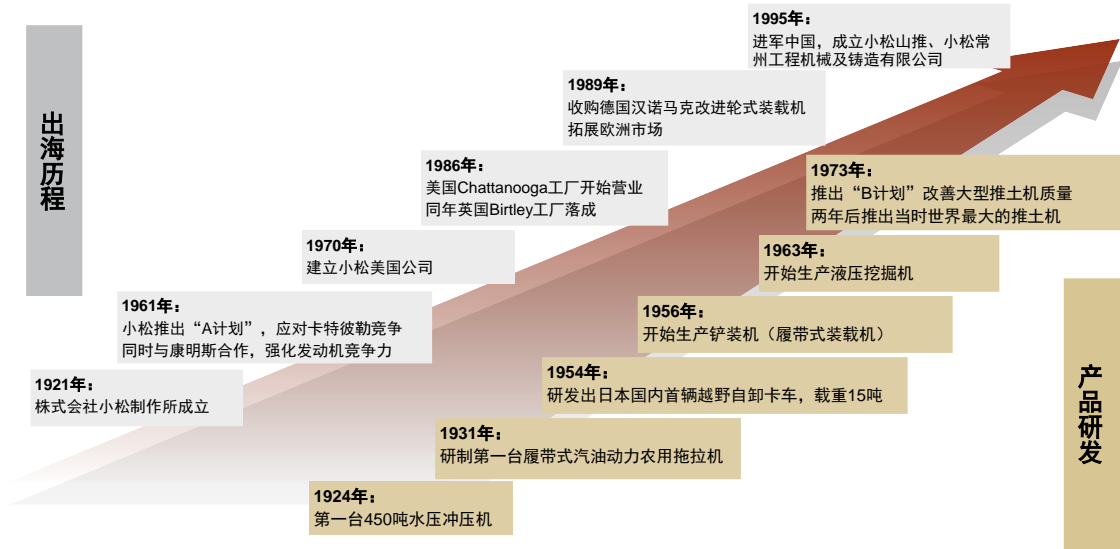 出海历程
1995年：
进军中国，成立小松山推、小松常
州工程机械及铸造有限公司
1989年：
收购德国汉诺马克改进轮式装载机
拓展欧洲市场
1986年：
美国Chattanooga工厂开始营业
同年英国Birtley工厂落成
1970年：
建立小松美国公司
1961年：
小松推出“A计划”，应对卡特彼勒竞争
同时与康明斯合作，强化发动机竞争力
1921年：
株式会社小松制作所成立
1973年：
推出“B计划”改善大型推土机质量
两年后推出当时世界最大的推土机
1963年：
开始生产液压挖掘机
1956年：
开始生产铲装机（履带式装载机）
1954年：
研发出日本国内首辆越野自卸卡车，载重15吨
1931年：
研制第一台履带式汽油动力农用拖拉机
1924年：
第一台450吨水压冲压机
产品研发